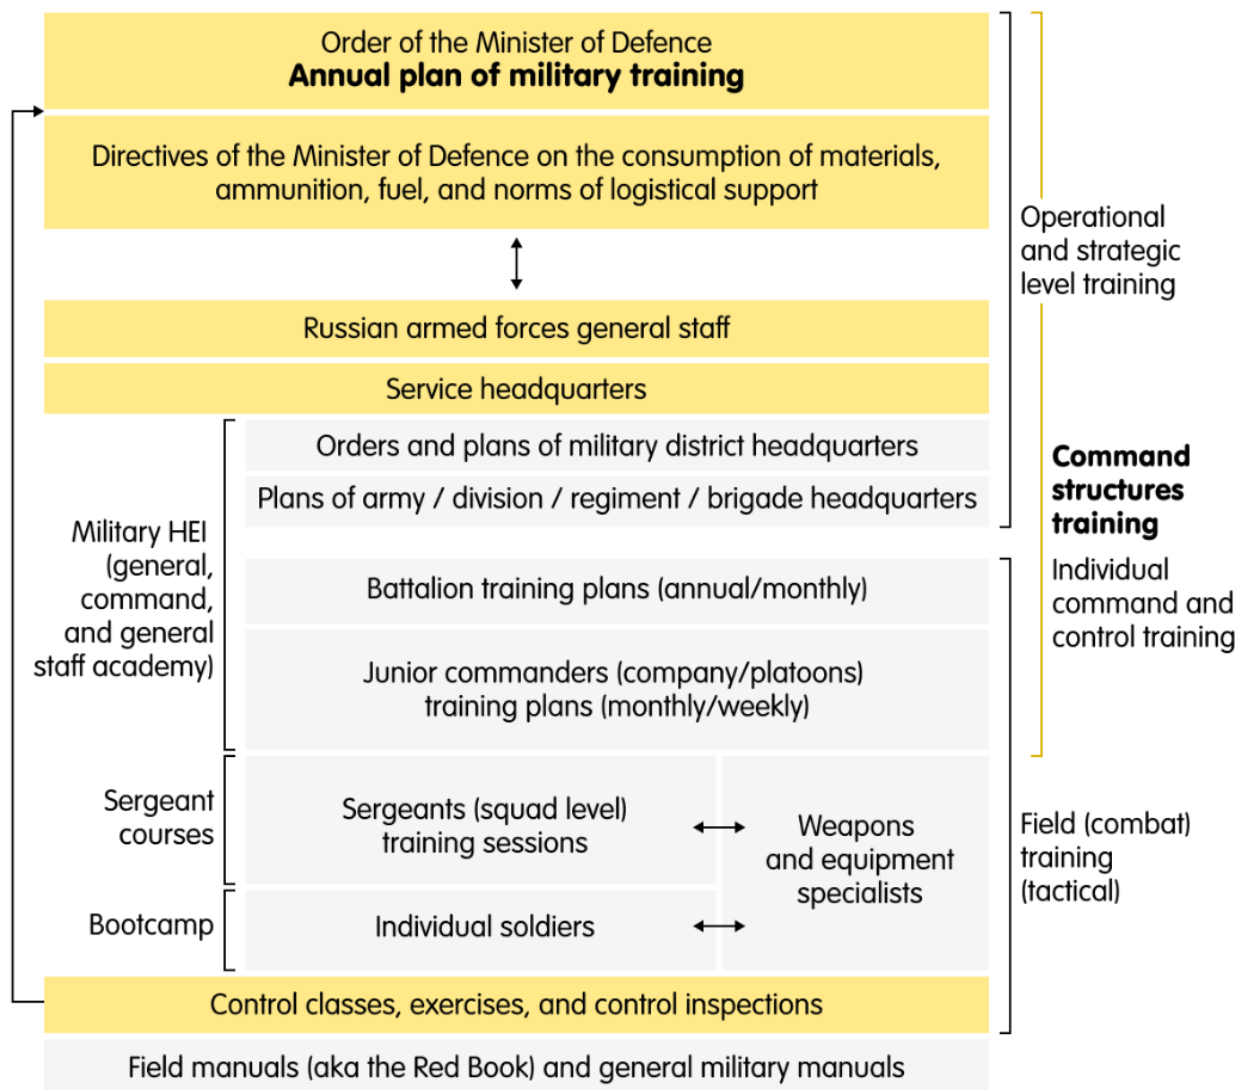 Order of the Minister of Defence
Annual plan of military training
Directives of the Minister of Defence on the consumption of materials,
ammunition, fuel, and norms of logistical support
Operational
and strategic
level training
Russian armed forces general staff
Service headquarters
Orders and plans of military district headquarters
Plans of army / division / regiment / brigade headquarters
Command
structures
training
Individual
command and
control training
Military HEI
(general,
command,
and general
staff academy)
Battalion training plans (annual/monthly)
Junior commanders (company/platoons)
training plans (monthly/weekly)
Sergeant
courses
Sergeants (squad level)
training sessions
Weapons
and equipment
specialists
Field (combat)
training
(tactical)
Bootcamp
Individual soldiers
Control classes, exercises, and control inspections
Field manuals (aka the Red Book) and general military manuals